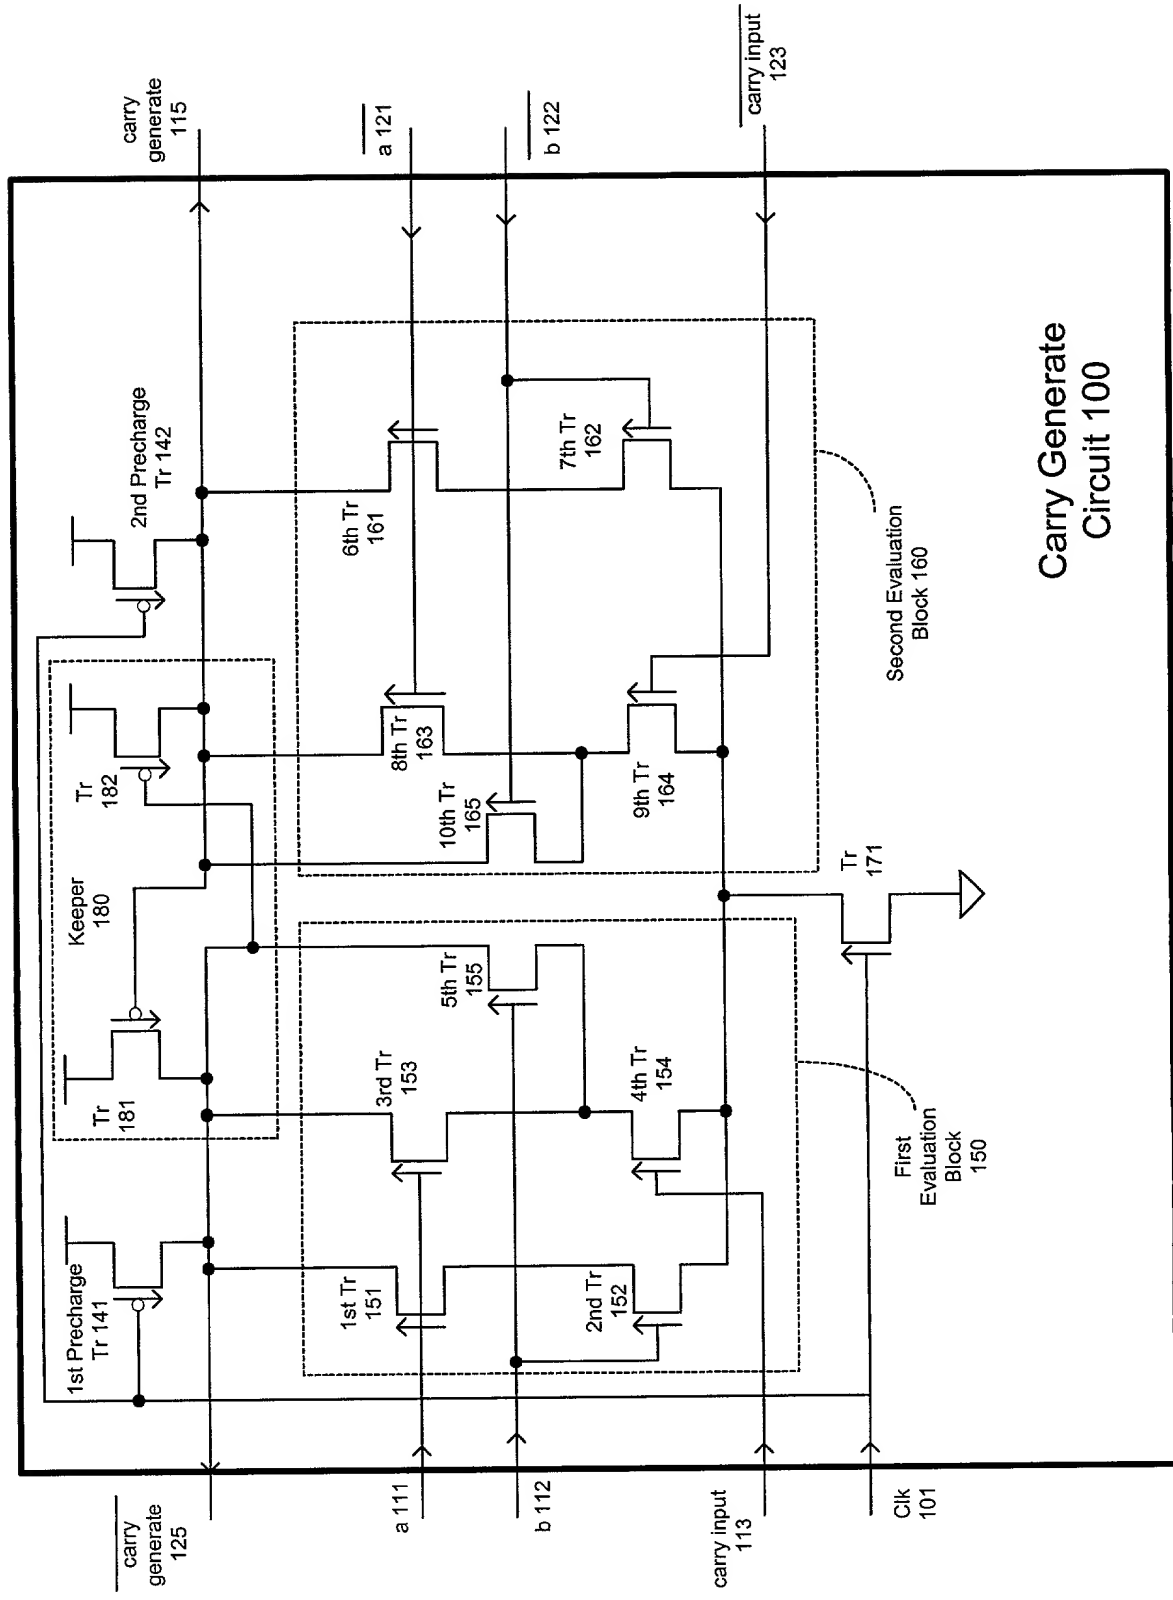 carry
generate
115
a 121
b 122
carry input
123
2nd Precharge
Tr 142
Tr
182
Keeper
180
Tr
181
1st Precharge
Tr 141
6th Tr
161
7th Tr
162
8th Tr
163
10th Tr
165
9th Tr
164
Second Evaluation
Block 160
5th Tr
155
3rd Tr
153
4th Tr
154
1st Tr
151
2nd Tr
152
First
Evaluation
Block
150
Tr
171
carry
generate
125
a 111
b 112
carry input
113
Clk
101
Carry Generate
Circuit 100